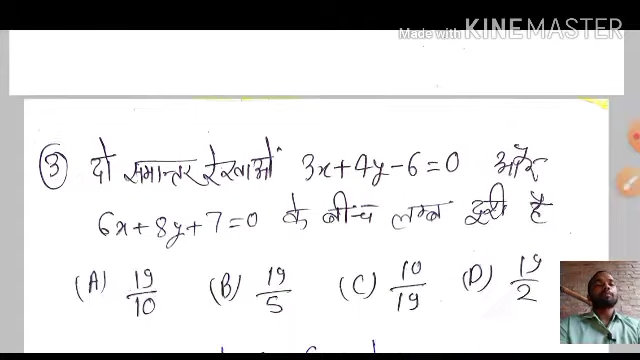 Made with KINEMASTER
③ दो समान्तर रेखाओं 3x+4y-6=0 और
6x+8y+7=0 के बीच लम्ब दूरी है
(A) 19/10 (B) 19/5 (C) 10/19 (D) 19/2